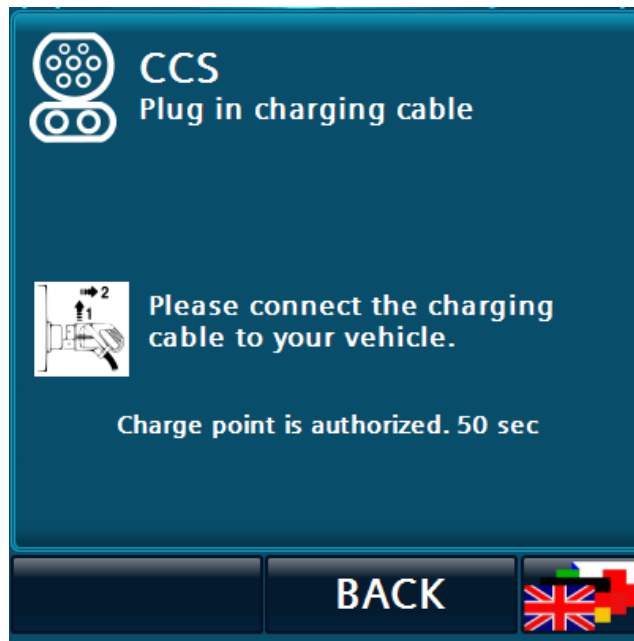 CCS
Plug in charging cable
2
1
Please connect the charging
cable to your vehicle.
Charge point is authorized. 50 sec
BACK